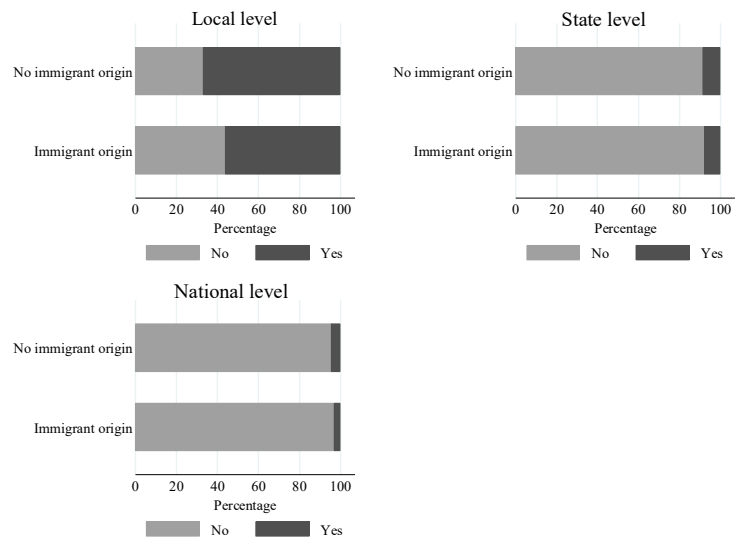 Local level
No immigrant origin
Immigrant origin
0 20 40 60 80 100
Percentage
No Yes
State level
No immigrant origin
Immigrant origin
0 20 40 60 80 100
Percentage
No Yes
National level
No immigrant origin
Immigrant origin
0 20 40 60 80 100
Percentage
No Yes